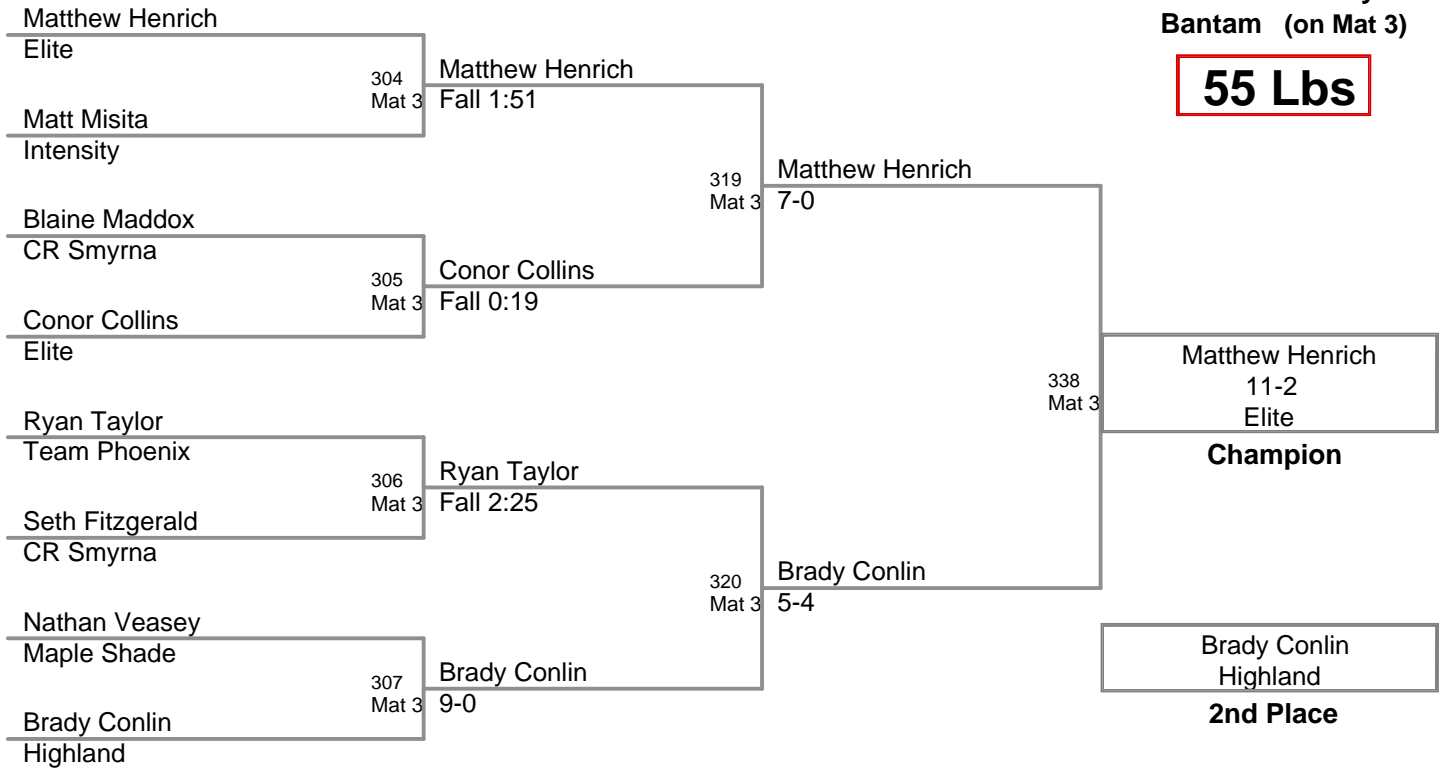 Bantam (on Mat 3)
55 Lbs
Matthew Henrich
Elite
304
Mat 3
Matthew Henrich
Fall 1:51
Matt Misita
Intensity
319
Mat 3
Matthew Henrich
7-0
Blaine Maddox
CR Smyrna
305
Mat 3
Conor Collins
Fall 0:19
Conor Collins
Elite
338
Mat 3
Matthew Henrich
11-2
Elite
Champion
Ryan Taylor
Team Phoenix
306
Mat 3
Ryan Taylor
Fall 2:25
Seth Fitzgerald
CR Smyrna
320
Mat 3
Brady Conlin
5-4
Nathan Veasey
Maple Shade
307
Mat 3
Brady Conlin
9-0
Brady Conlin
Highland
Brady Conlin
Highland
2nd Place